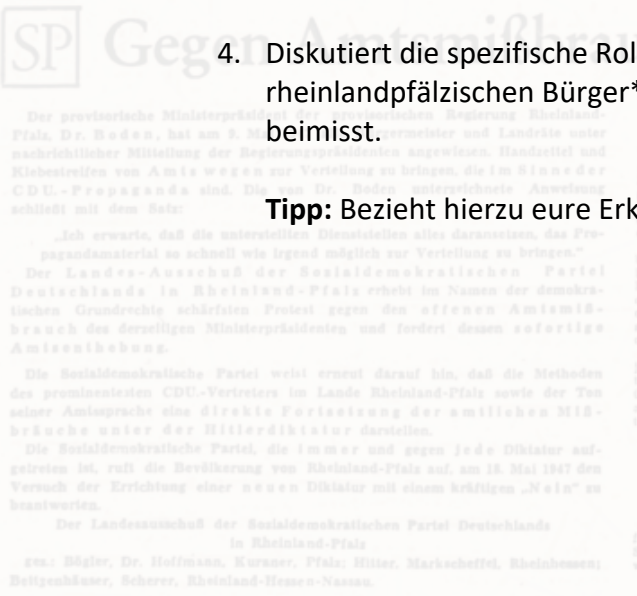 SP Gegen Amtsmißbrau
4. Diskutiert die spezifische Rol
rheinlandpfälzischen Bürger*
beimisst.
Tipp: Bezieht hierzu eure Erk
Der provisorische Ministerpräsident der provisorischen Regierung Rheinland-
Pfalz, Dr. Boden, hat am 9. Ma germeister und Landräte unter
nachrichtlicher Mitteilung der Regierungspräsidenten angewiesen, Handzettel und
Klebestreifen von Amts wegen zur Verteilung zu bringen, die im Sinne der
CDU.-Propaganda sind. Die von Dr. Boden unterzeichnete Anweisung
schließt mit dem Satz:
„Ich erwarte, daß die unterstellten Dienststellen alles daransetzen, das Pro-
pagandamaterial so schnell wie irgend möglich zur Verteilung zu bringen.“
Der Landes-Ausschuß der Sozialdemokratischen Partei
Deutschlands in Rheinland-Pfalz erhebt im Namen der demokra-
tischen Grundrechte schärfsten Protest gegen den offenen Amtsmiß-
brauch des derzeitigen Ministerpräsidenten und fordert dessen sofortige
Amtsenthebung.
Die Sozialdemokratische Partei weist erneut darauf hin, daß die Methoden
des prominentesten CDU.-Vertreters im Lande Rheinland-Pfalz sowie der Ton
seiner Amtssprache eine direkte Fortsetzung der amtlichen Miß-
bräuche unter der Hitlerdiktatur darstellen.
Die Sozialdemokratische Partei, die immer und gegen jede Diktatur auf-
getreten ist, ruft die Bevölkerung von Rheinland-Pfalz auf, am 18. Mai 1947 den
Versuch der Errichtung einer neuen Diktatur mit einem kräftigen „Nein“ zu
beantworten.
Der Landesausschuß der Sozialdemokratischen Partei Deutschlands
in Rheinland-Pfalz
gez.: Bögler, Dr. Hoffmann, Kuraner, Pfalz; Hitter, Markscheffel, Rheinhessen;
Bettgenhäuser, Scherer, Rheinland-Hessen-Nassau.